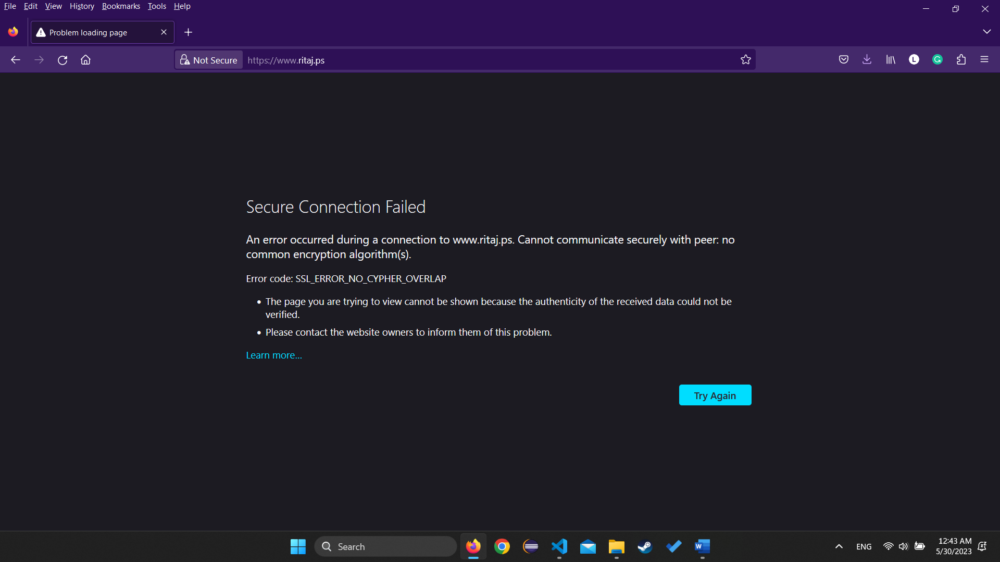 File Edit View History Bookmarks Tools Help
Problem loading page
Not Secure https://www.ritaj.ps
L G
Secure Connection Failed
An error occurred during a connection to www.ritaj.ps. Cannot communicate securely with peer: no
common encryption algorithm(s).
Error code: SSL_ERROR_NO_CYPHER_OVERLAP
• The page you are trying to view cannot be shown because the authenticity of the received data could not be
verified.
• Please contact the website owners to inform them of this problem.
Learn more…
Try Again
Search
W
ENG
12:43 AM
5/30/2023